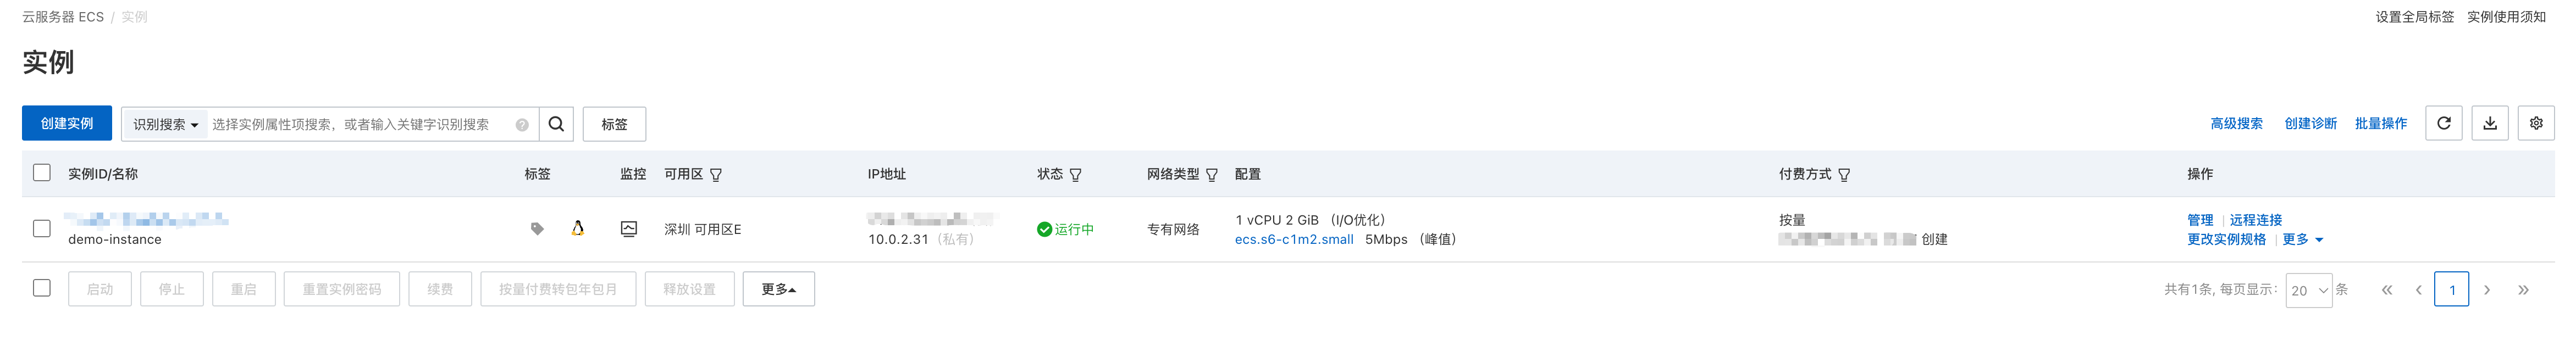 云服务器 ECS / 实例
设置全局标签 实例使用须知
实例
创建实例 识别搜索 选择实例属性项搜索，或者输入关键字识别搜索 ? 标签
高级搜索 创建诊断 批量操作
实例ID/名称 标签 监控 可用区 IP地址 状态 网络类型 配置 付费方式 操作
demo-instance
深圳 可用区E
10.0.2.31（私有）
运行中
专有网络
1 vCPU 2 GiB （I/O优化）
ecs.s6-c1m2.small 5Mbps （峰值）
按量
创建
管理 | 远程连接
更改实例规格 | 更多
启动 停止 重启 重置实例密码 续费 按量付费转包年包月 释放设置 更多
共有1条, 每页显示: 20 条 « ‹ 1 › »